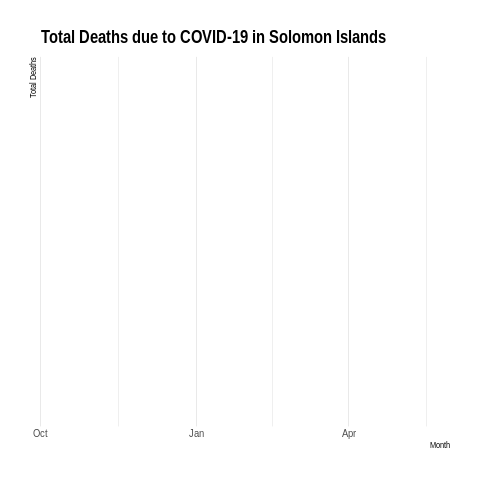 Total Deaths due to COVID-19 in Solomon Islands
Total Deaths
Oct
Jan
Apr
Month